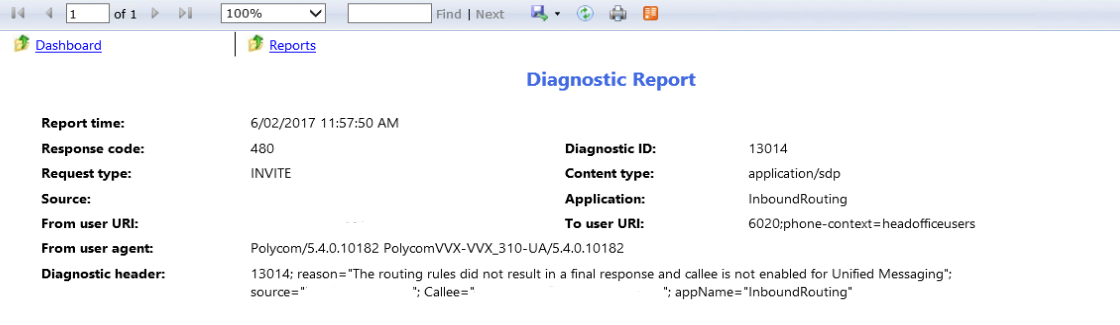 1 of 1 100% Find | Next
Dashboard Reports
Diagnostic Report
Report time: 6/02/2017 11:57:50 AM
Response code: 480 Diagnostic ID: 13014
Request type: INVITE Content type: application/sdp
Source: Application: InboundRouting
From user URI: To user URI: 6020;phone-context=headofficeusers
From user agent: Polycom/5.4.0.10182 PolycomVVX-VVX_310-UA/5.4.0.10182
Diagnostic header: 13014; reason="The routing rules did not result in a final response and callee is not enabled for Unified Messaging";
source=" "; Callee=" "; appName="InboundRouting"